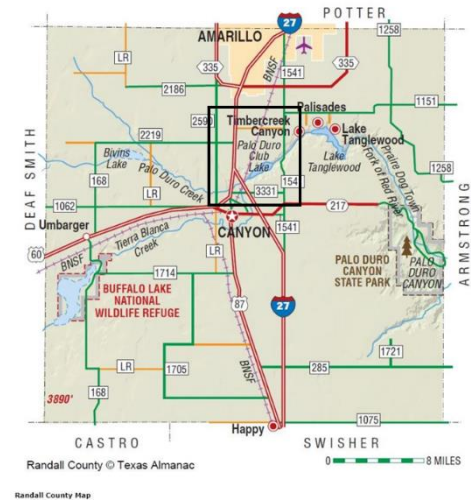 POTTER
27
AMARILLO
1258
LR
335
BNSF
1541
335
2186
1151
2590
Palisades
Timbercreek
Canyon
Lake
Tanglewood
2219
Palo Duro
Club
Lake
Bivins
Lake
Lake
Tanglewood
Prairie Dog Town
Fork of Red River
1258
DEAF SMITH
168
Palo Duro Creek
LR
3331
154
1062
217
ARMSTRONG
Umbarger
CANYON
1541
Tierra Blanca
Creek
60
BNSF
LR
PALO DURO
CANYON
STATE PARK
PALO
DURO
CANYON
1714
BUFFALO LAKE
NATIONAL
WILDLIFE REFUGE
87
27
1721
LR
1705
BNSF
285
3890'
168
Happy
1075
CASTRO
SWISHER
Randall County © Texas Almanac
0
8 MILES
Randall County Map